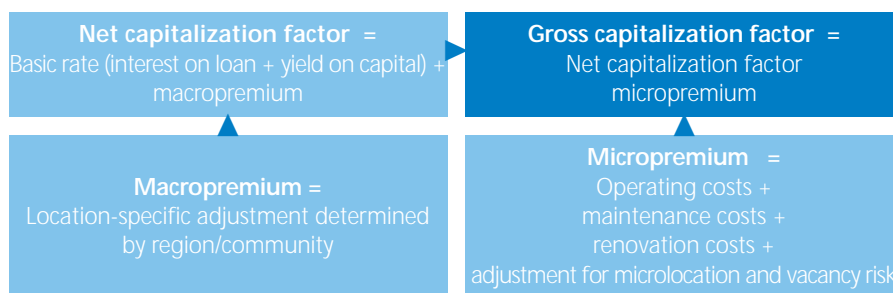 Net capitalization factor =
Basic rate (interest on loan + yield on capital) +
macropremium
Gross capitalization factor =
Net capitalization factor
micropremium
Macropremium =
Location-specific adjustment determined
by region/community
Micropremium =
Operating costs +
maintenance costs +
renovation costs +
adjustment for microlocation and vacancy risk